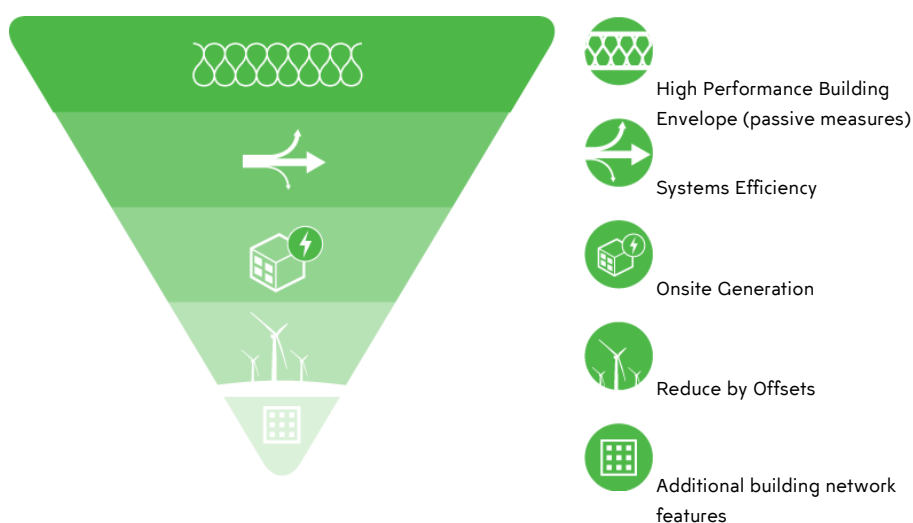 High Performance Building
Envelope (passive measures)
Systems Efficiency
Onsite Generation
Reduce by Offsets
Additional building network
features